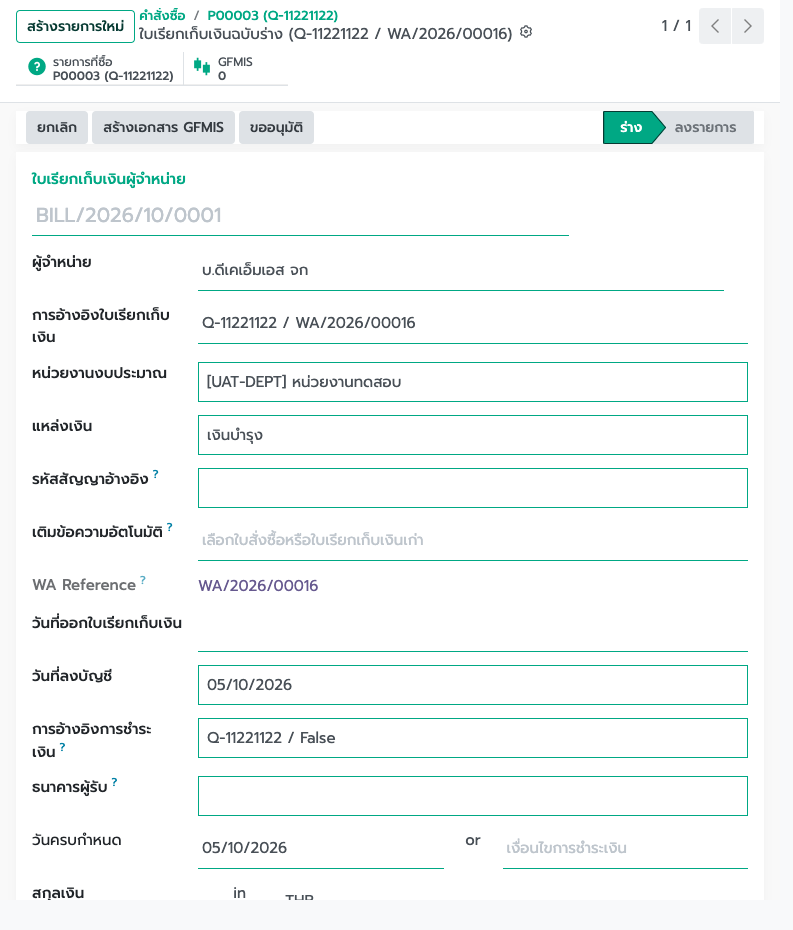 สร้างรายการใหม่
คำสั่งซื้อ / P00003 (Q-11221122)
ใบเรียกเก็บเงินฉบับร่าง (Q-11221122 / WA/2026/00016)
1 / 1
? รายการที่ซื้อ
P00003 (Q-11221122)
GFMIS
0
ยกเลิก
สร้างเอกสาร GFMIS
ขออนุมัติ
ร่าง
ลงรายการ
ใบเรียกเก็บเงินผู้จำหน่าย
BILL/2026/10/0001
ผู้จำหน่าย
บ.ดีเคเอ็มเอส จก
การอ้างอิงใบเรียกเก็บ
เงิน
Q-11221122 / WA/2026/00016
หน่วยงานงบประมาณ
[UAT-DEPT] หน่วยงานทดสอบ
แหล่งเงิน
เงินบำรุง
รหัสสัญญาอ้างอิง ?
เติมข้อความอัตโนมัติ ?
เลือกใบสั่งซื้อหรือใบเรียกเก็บเงินเก่า
WA Reference ?
WA/2026/00016
วันที่ออกใบเรียกเก็บเงิน
วันที่ลงบัญชี
05/10/2026
การอ้างอิงการชำระ
เงิน ?
Q-11221122 / False
ธนาคารผู้รับ ?
วันครบกำหนด
05/10/2026
or
เงื่อนไขการชำระเงิน
สกุลเงิน
in
THB